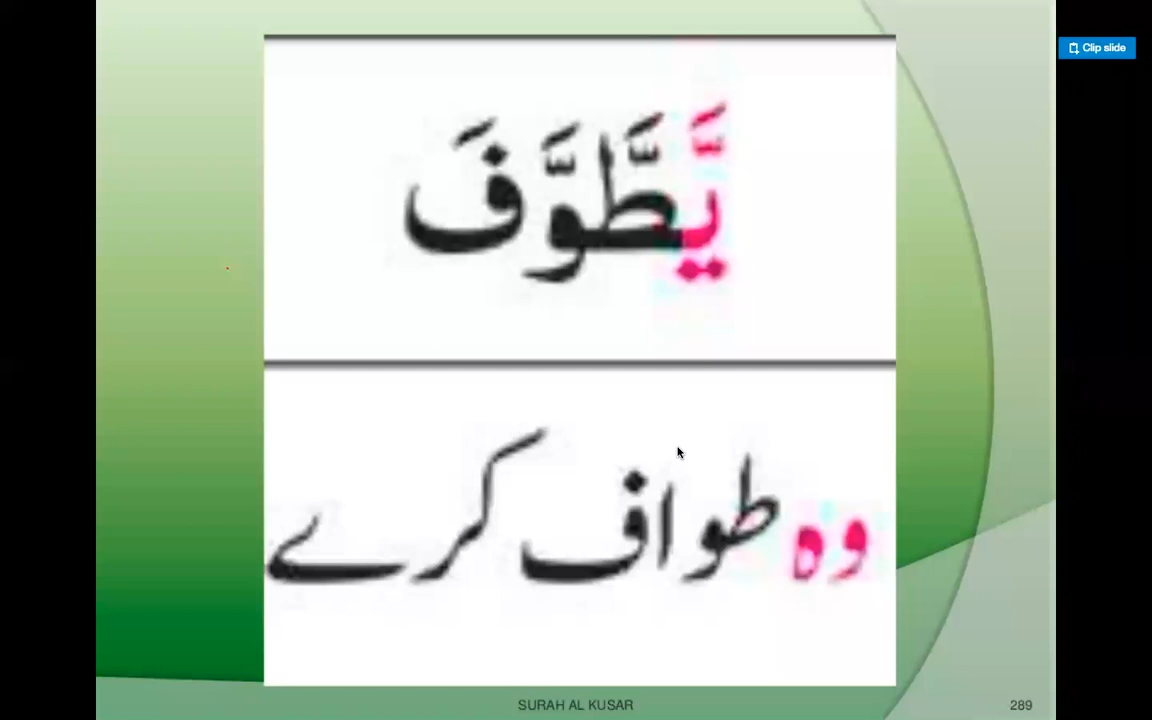 Clip slide
يَّطَّوَّفَ
وہ طواف کرے
SURAH AL KUSAR
289